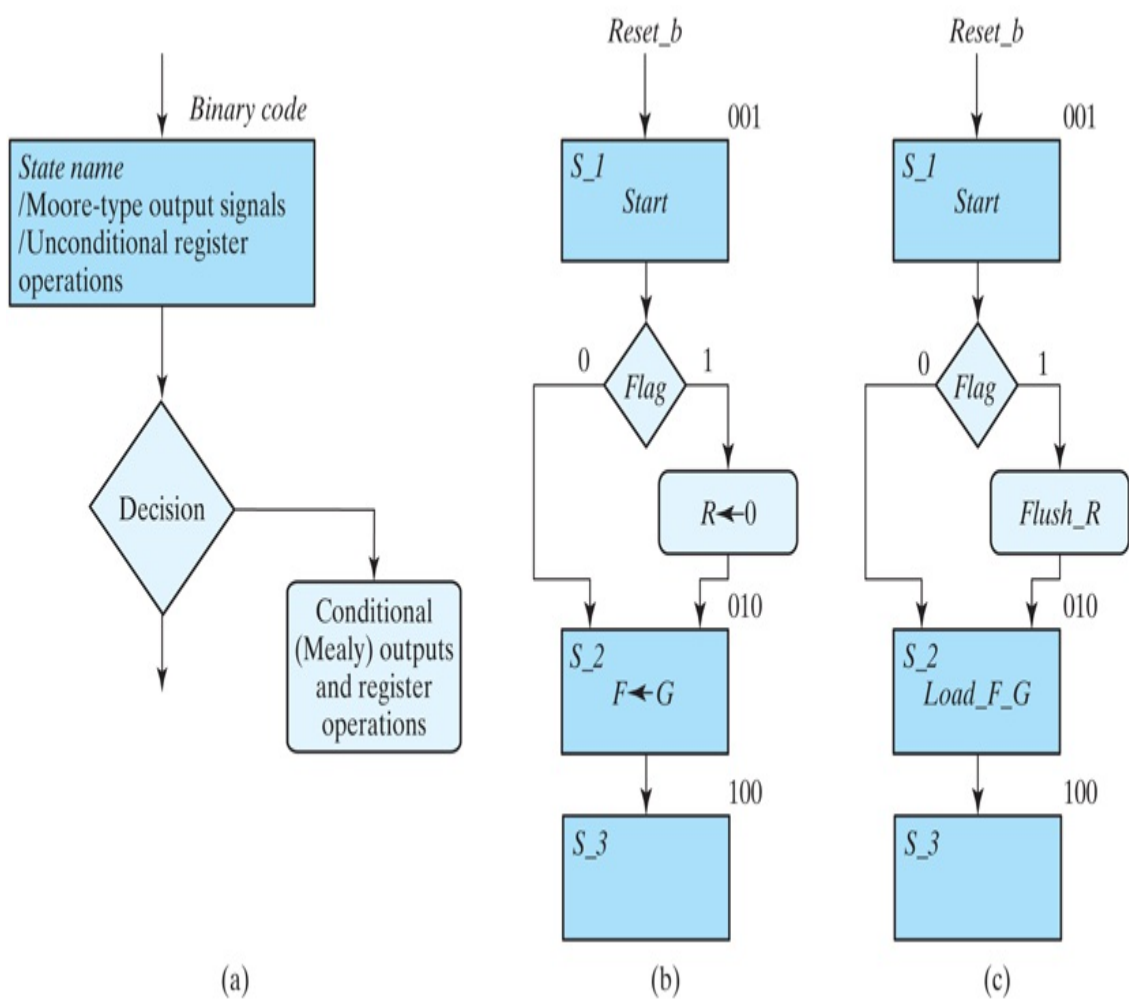 Binary code
State name
/Moore-type output signals
/Unconditional register
operations
Decision
Conditional
(Mealy) outputs
and register
operations
(a)
Reset_b
001
S_1
Start
0
1
Flag
R←0
010
S_2
F←G
100
S_3
(b)
Reset_b
001
S_1
Start
0
1
Flag
Flush_R
010
S_2
Load_F_G
100
S_3
(c)